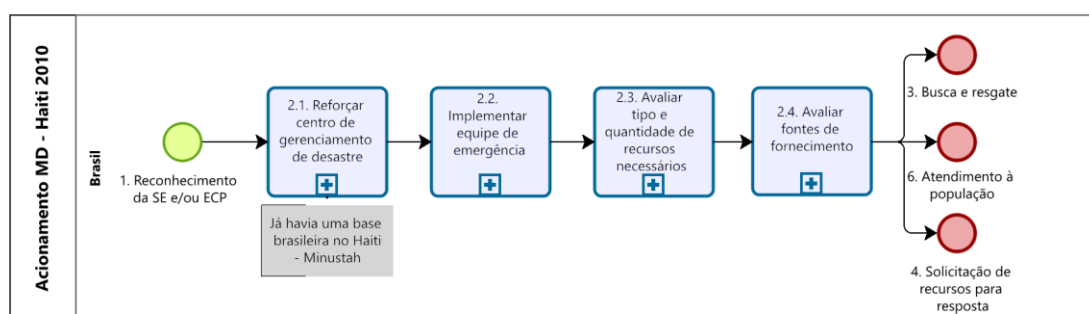 Acionamento MD - Haiti 2010
Brasil
1. Reconhecimento
da SE e/ou ECP
2.1. Reforçar
centro de
gerenciamento
de desastre
Já havia uma base
brasileira no Haiti
- Minustah
2.2.
Implementar
equipe de
emergência
2.3. Avaliar
tipo e
quantidade de
recursos
necessários
2.4. Avaliar
fontes de
fornecimento
3. Busca e resgate
6. Atendimento à
população
4. Solicitação de
recursos para
resposta